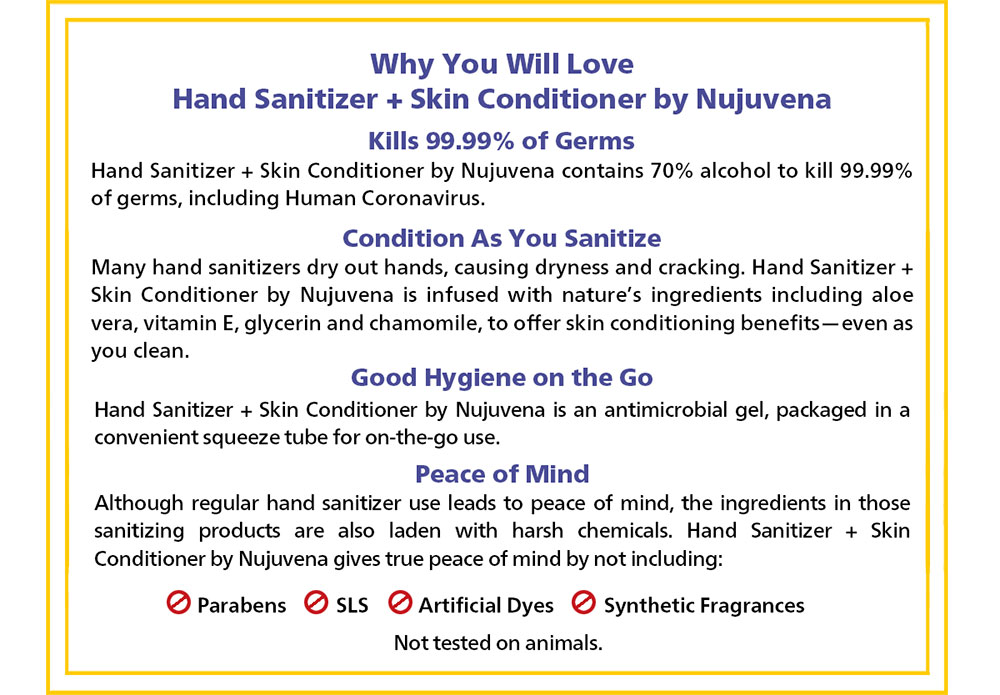 Why You Will Love
Hand Sanitizer + Skin Conditioner by Nujuvena
Kills 99.99% of Germs
Hand Sanitizer + Skin Conditioner by Nujuvena contains 70% alcohol to kill 99.99%
of germs, including Human Coronavirus.
Condition As You Sanitize
Many hand sanitizers dry out hands, causing dryness and cracking. Hand Sanitizer +
Skin Conditioner by Nujuvena is infused with nature’s ingredients including aloe
vera, vitamin E, glycerin and chamomile, to offer skin conditioning benefits—even as
you clean.
Good Hygiene on the Go
Hand Sanitizer + Skin Conditioner by Nujuvena is an antimicrobial gel, packaged in a
convenient squeeze tube for on-the-go use.
Peace of Mind
Although regular hand sanitizer use leads to peace of mind, the ingredients in those
sanitizing products are also laden with harsh chemicals. Hand Sanitizer + Skin
Conditioner by Nujuvena gives true peace of mind by not including:
Parabens SLS Artificial Dyes Synthetic Fragrances
Not tested on animals.